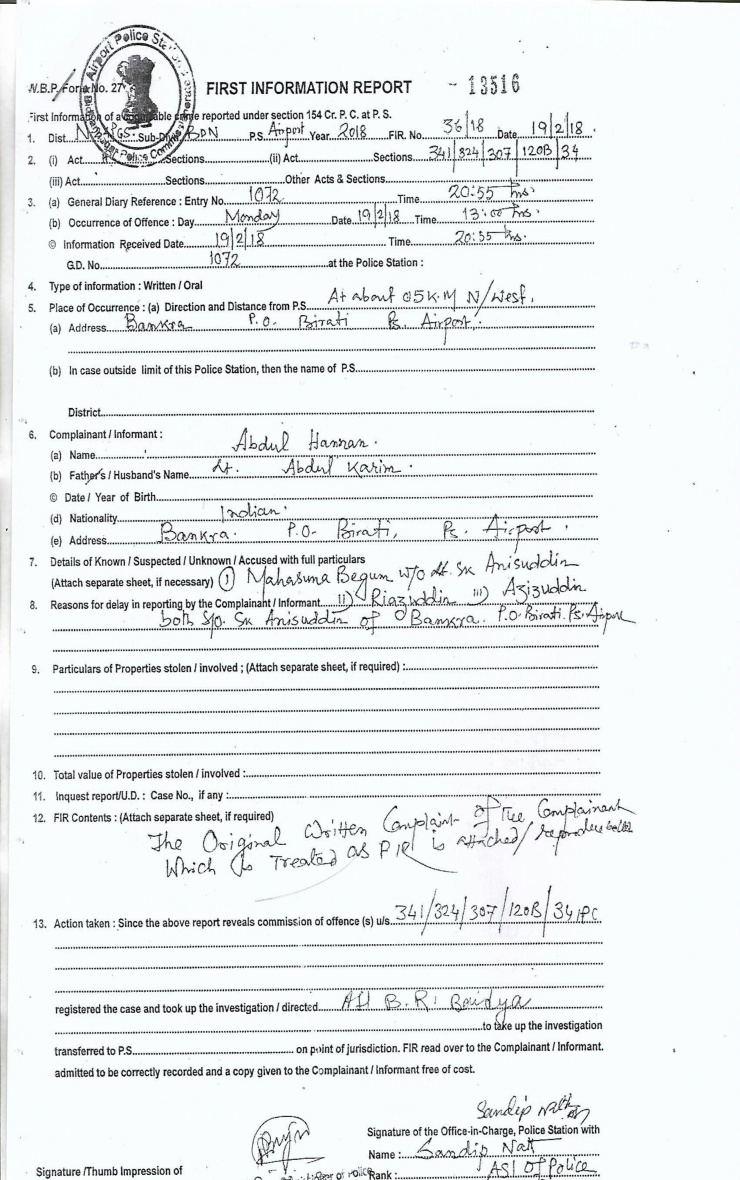 Airport Police Station
W.B.P. Form No. 27
FIRST INFORMATION REPORT - 13516
First Information of a cognizable crime reported under section 154 Cr. P. C. at P. S.
1. Dist. N. PGS. Sub-Div. BDN P.S. Airport Year 2018 FIR. No. 36/18 Date 19/2/18.
2. (i) Act Sections (ii) Act Sections 341/324/307/120B/34
(iii) Act Sections Other Acts & Sections
3. (a) General Diary Reference : Entry No. 1072 Time 20:55 hrs.
(b) Occurrence of Offence : Day Monday Date 19/2/18 Time 13:00 hrs.
© Information Received Date 19/2/18 Time 20:55 hrs.
G.D. No. 1072 at the Police Station :
4. Type of information : Written / Oral
5. Place of Occurrence : (a) Direction and Distance from P.S. At about 05 K.M N/West.
(a) Address Bankra P.O. Birati Ps. Airport.
(b) In case outside limit of this Police Station, then the name of P.S.
District
6. Complainant / Informant :
(a) Name Abdul Hannan.
(b) Father's / Husband's Name Lt. Abdul Karim.
© Date / Year of Birth
(d) Nationality Indian.
(e) Address Bankra. P.O- Birati, Ps. Airport.
7. Details of Known / Suspected / Unknown / Accused with full particulars
(Attach separate sheet, if necessary) (1) Mahasuna Begum w/o Lt. Sk Anisuddin
8. Reasons for delay in reporting by the Complainant / Informant ii) Riazuddin iii) Azizuddin
both S/o. Sk Anisuddin of Bankra. P.O. Birati. Ps. Airport
9. Particulars of Properties stolen / involved ; (Attach separate sheet, if required) :
10. Total value of Properties stolen / involved :
11. Inquest report/U.D. : Case No., if any :
12. FIR Contents : (Attach separate sheet, if required)
The Original Written Complaint of The Complainant
Which is Treated as FIR is attached/
13. Action taken : Since the above report reveals commission of offence (s) u/s. 341/324/307/120B/34 IPC
registered the case and took up the investigation / directed ASI B. R. Baidya
to take up the investigation
transferred to P.S. on point of jurisdiction. FIR read over to the Complainant / Informant.
admitted to be correctly recorded and a copy given to the Complainant / Informant free of cost.
Sandip Nath
Signature of the Office-in-Charge, Police Station with
Name : Sandip Nath
Signature /Thumb Impression of
of Police Rank : ASI Of Police